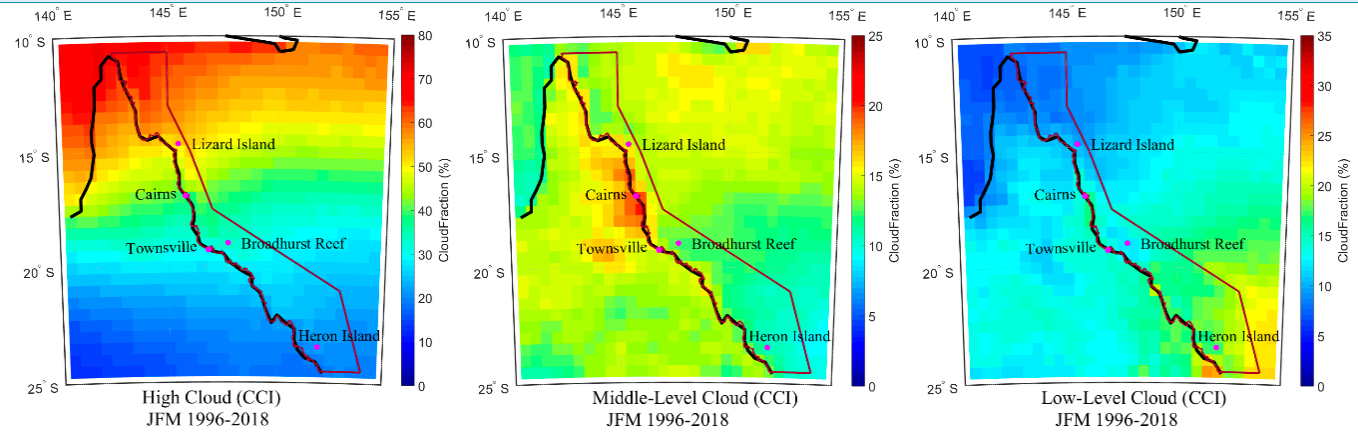 140° E 145° E 150° E 155° E
10° S
15° S
20° S
25° S
Lizard Island
Cairns
Townsville
Broadhurst Reef
Heron Island
80
70
60
50
40
30
20
10
0
CloudFraction (%)
High Cloud (CCI)
JFM 1996-2018
140° E 145° E 150° E 155° E
10° S
15° S
20° S
25° S
Lizard Island
Cairns
Townsville
Broadhurst Reef
Heron Island
25
20
15
10
5
0
CloudFraction (%)
Middle-Level Cloud (CCI)
JFM 1996-2018
140° E 145° E 150° E 155° E
10° S
15° S
20° S
25° S
Lizard Island
Cairns
Townsville
Broadhurst Reef
Heron Island
35
30
25
20
15
10
5
0
CloudFraction (%)
Low-Level Cloud (CCI)
JFM 1996-2018